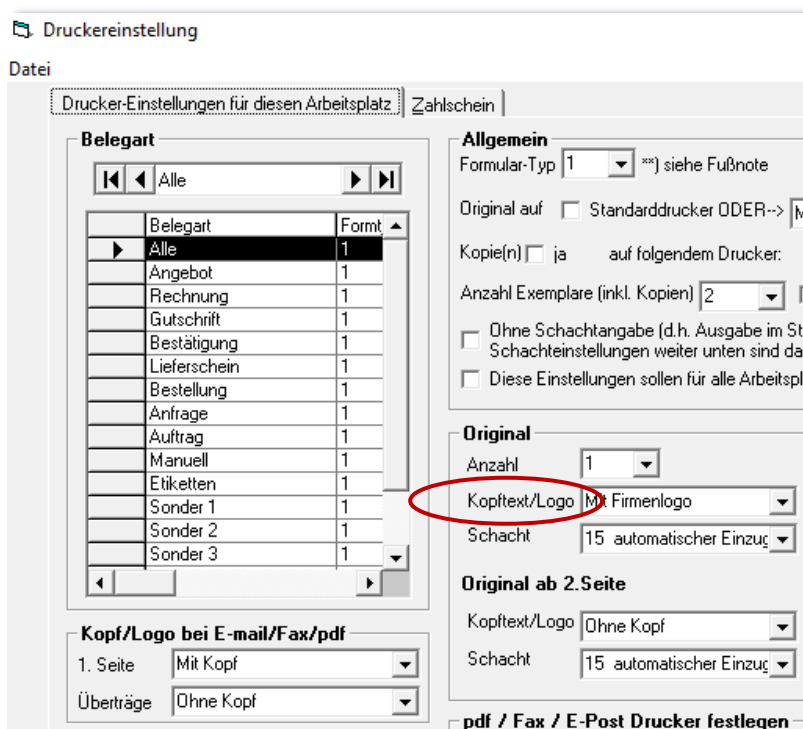 Druckereinstellung
Datei
Drucker-Einstellungen für diesen Arbeitsplatz
Zahlschein
Belegart
Alle
Belegart Formt
Alle 1
Angebot 1
Rechnung 1
Gutschrift 1
Bestätigung 1
Lieferschein 1
Bestellung 1
Anfrage 1
Auftrag 1
Manuell 1
Etiketten 1
Sonder 1 1
Sonder 2 1
Sonder 3 1
Kopf/Logo bei E-mail/Fax/pdf
1. Seite Mit Kopf
Überträge Ohne Kopf
Allgemein
Formular-Typ 1 **) siehe Fußnote
Original auf Standarddrucker ODER-->
Kopie(n) ja auf folgendem Drucker:
Anzahl Exemplare (inkl. Kopien) 2
Ohne Schachtangabe (d.h. Ausgabe im St
Schachteinstellungen weiter unten sind da
Diese Einstellungen sollen für alle Arbeitspl
Original
Anzahl 1
Kopftext/Logo Mit Firmenlogo
Schacht 15 automatischer Einzug
Original ab 2.Seite
Kopftext/Logo Ohne Kopf
Schacht 15 automatischer Einzug
pdf / Fax / E-Post Drucker festlegen